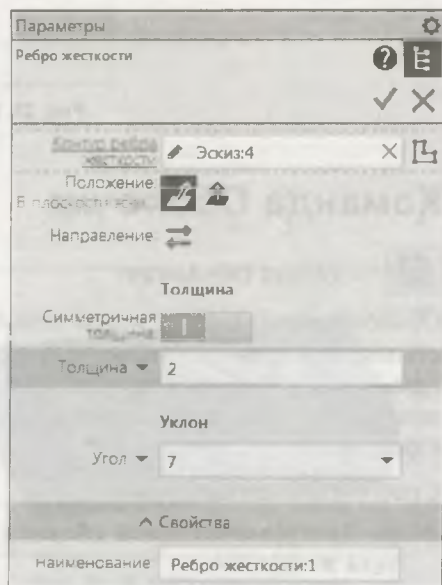 Параметры
Ребро жесткости
Контур ребра
жесткости
Эскиз:4
Положение
В плоскости эскиза
Направление
Толщина
Симметричная
толщина
Толщина
2
Уклон
Угол
7
Свойства
Наименование
Ребро жесткости:1